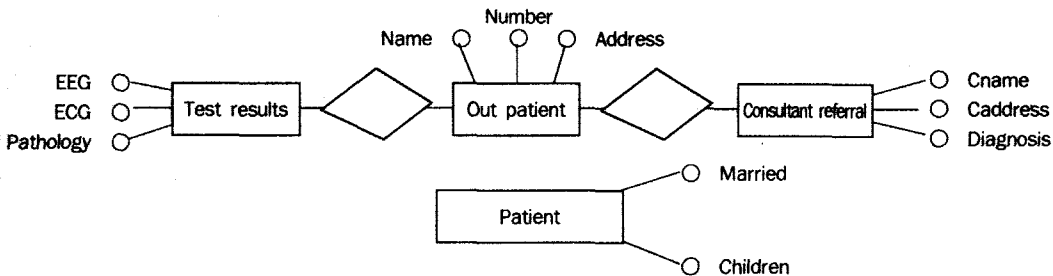 Number
Name
Address
EEG
ECG
Pathology
Test results
Out patient
Consultant referral
Cname
Caddress
Diagnosis
Married
Patient
Children